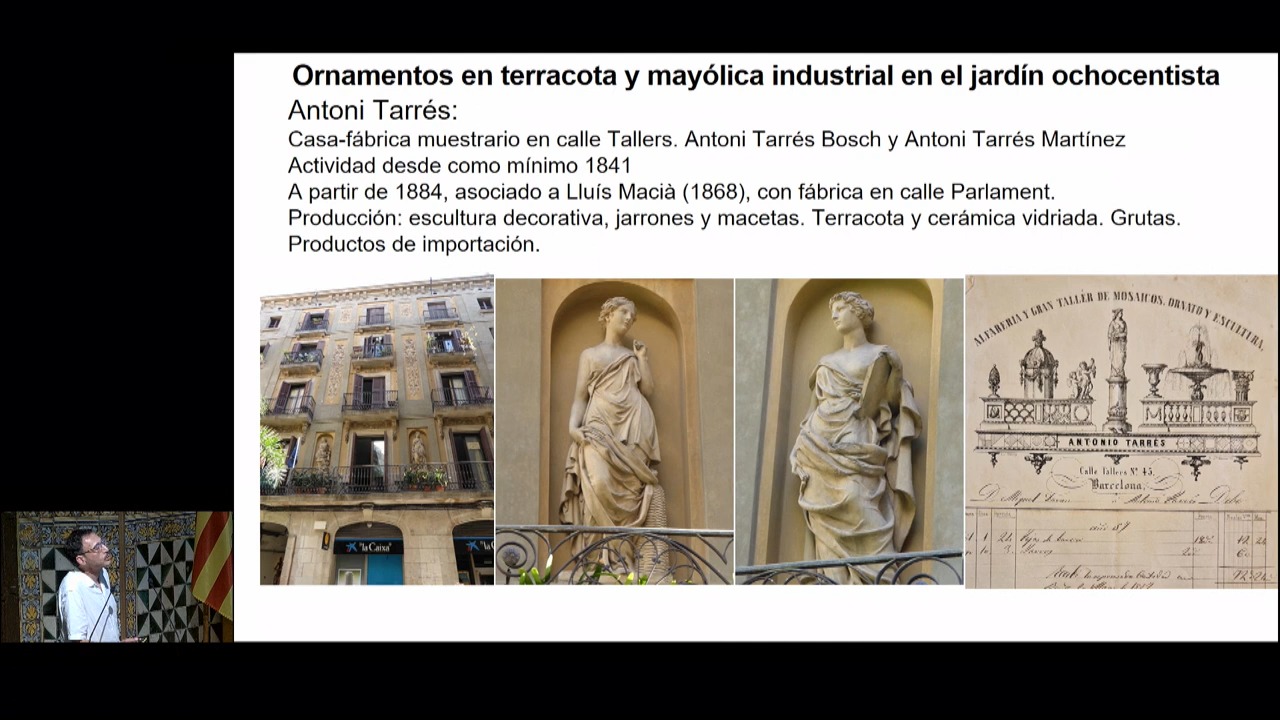 Ornamentos en terracota y mayólica industrial en el jardín ochocentista
Antoni Tarrés:
Casa-fábrica muestrario en calle Tallers. Antoni Tarrés Bosch y Antoni Tarrés Martínez
Actividad desde como mínimo 1841
A partir de 1884, asociado a Lluís Macià (1868), con fábrica en calle Parlament.
Producción: escultura decorativa, jarrones y macetas. Terracota y cerámica vidriada. Grutas.
Productos de importación.
"la Caixa"
ALFARERIA Y GRAN TALLER DE MOSAICOS, ORNATO Y ESCULTURA.
ANTONIO TARRÉS
Calle Tallers Nº 45.
Barcelona.